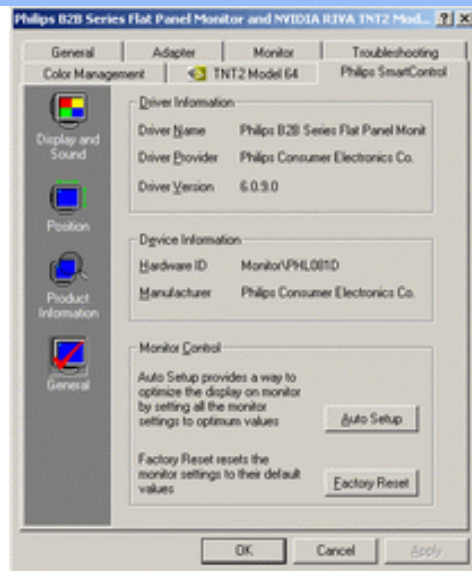 Philips B2B Series Flat Panel Monitor and NVIDIA RIVA TNT2 Mod...
General Adapter Monitor Troubleshooting
Color Management TNT2 Model 64 Philips SmartControl
Display and
Sound
Position
Product
Information
General
Driver Information
Driver Name Philips B2B Series Flat Panel Monit
Driver Provider Philips Consumer Electronics Co.
Driver Version 6.0.9.0
Device Information
Hardware ID Monitor\PHL081D
Manufacturer Philips Consumer Electronics Co.
Monitor Control
Auto Setup provides a way to
optimize the display on monitor
by setting all the monitor
settings to optimum values
Auto Setup
Factory Reset resets the
monitor settings to their default
values
Factory Reset
OK Cancel Apply